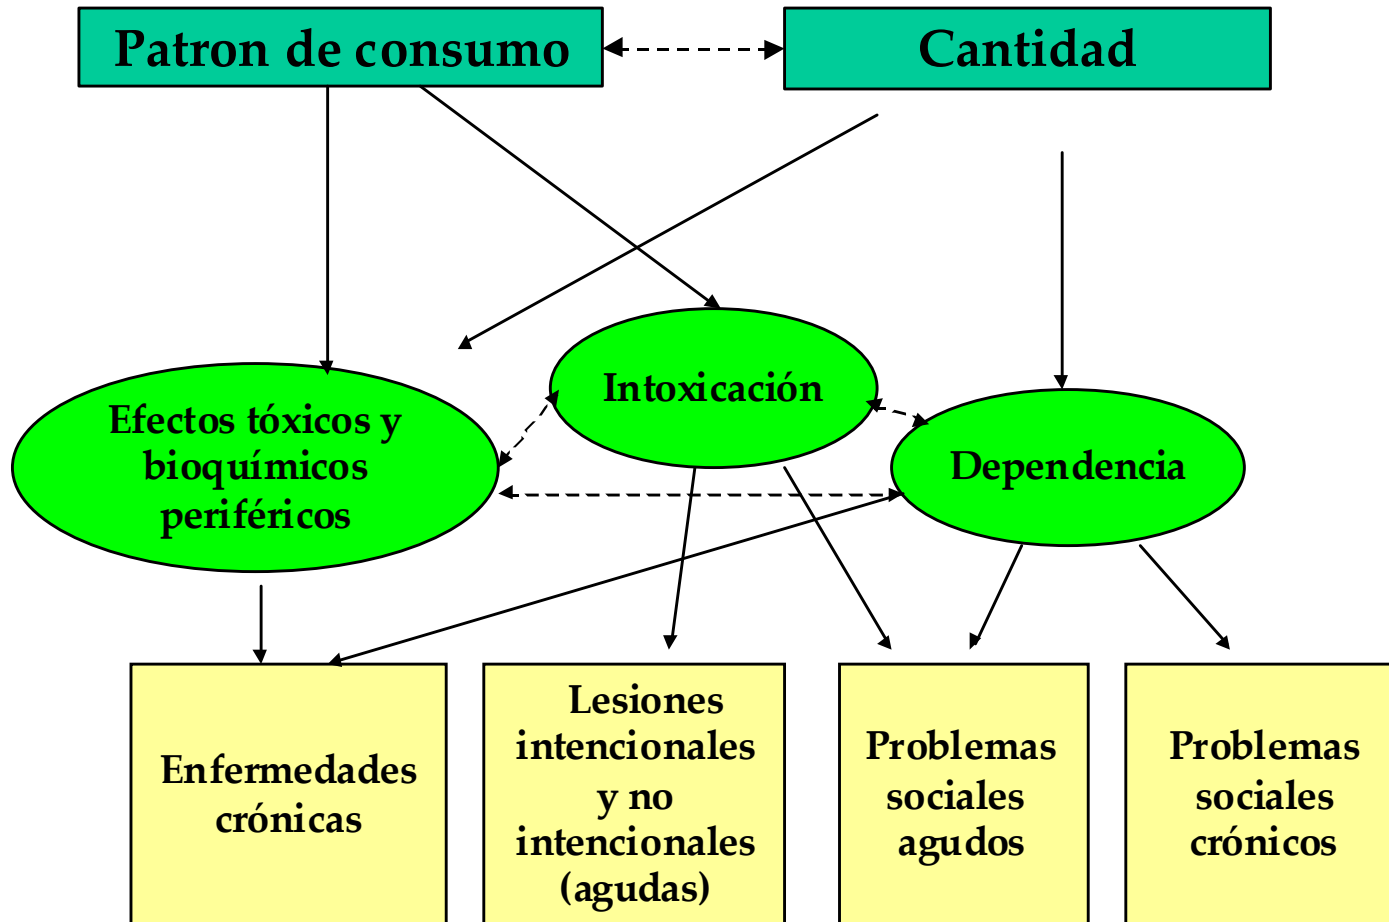 Patron de consumo
Cantidad
Intoxicación
Efectos tóxicos y
bioquímicos
periféricos
Dependencia
Enfermedades
crónicas
Lesiones
intencionales
y no
intencionales
(agudas)
Problemas
sociales
agudos
Problemas
sociales
crónicos